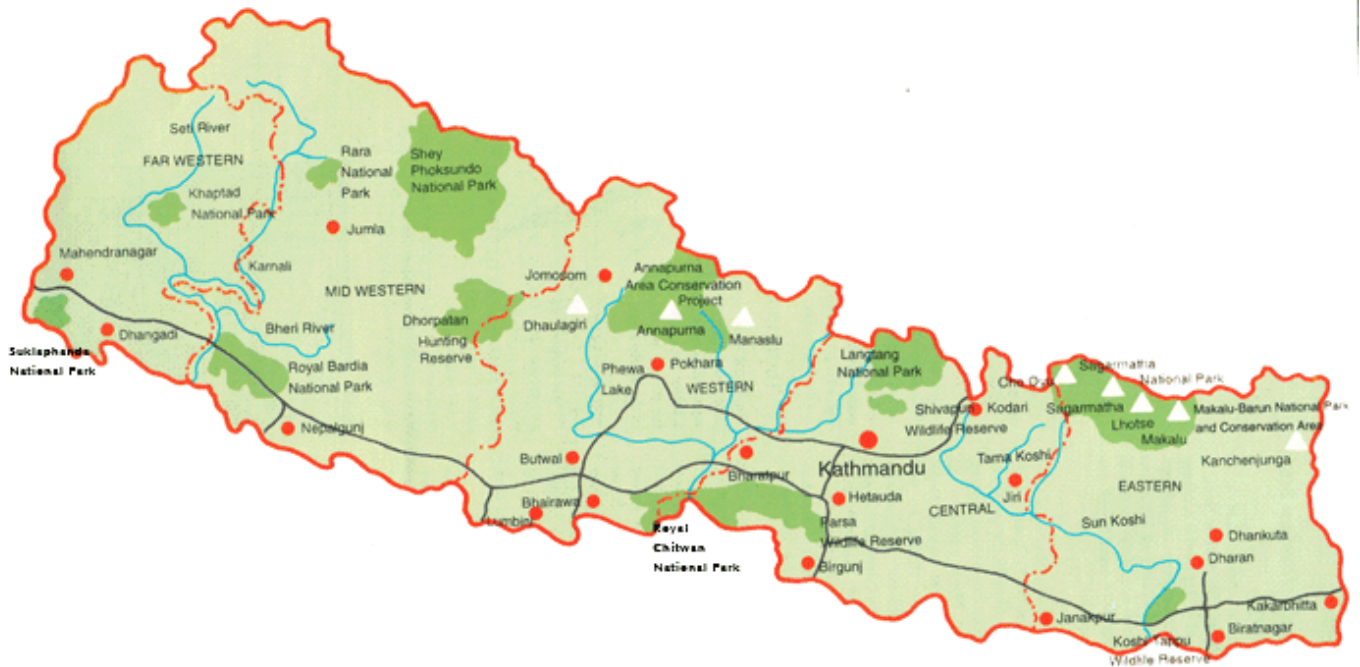 Seti River
FAR WESTERN
Khaptad
National Park
Rara
National
Park
Shey
Phoksundo
National Park
Jumla
Mahendranagar
Karnali
MID WESTERN
Dhangadi
Suklaphanda
National Park
Bheri River
Royal Bardia
National Park
Nepalgunj
Dhorpatan
Hunting
Reserve
Jomosom
Dhaulagiri
Annapurna
Area Conservation
Project
Annapurna
Manaslu
Phewa
Lake
Pokhara
WESTERN
Butwal
Bhairawa
Lumbini
Bharatpur
Royal
Chitwan
National Park
Langtang
National Park
Shivapuri
Wildlife Reserve
Kodari
Kathmandu
Hetauda
Parsa
Wildlife Reserve
Birgunj
CENTRAL
Tama Koshi
Jiri
Cho Oyu
Sagarmatha
National Park
Sagarmatha
Lhotse
Makalu
Makalu-Barun National Park
and Conservation Area
Kanchenjunga
EASTERN
Sun Koshi
Dhankuta
Dharan
Janakpur
Koshi Tappu
Wildlife Reserve
Biratnagar
Kakarbhitta